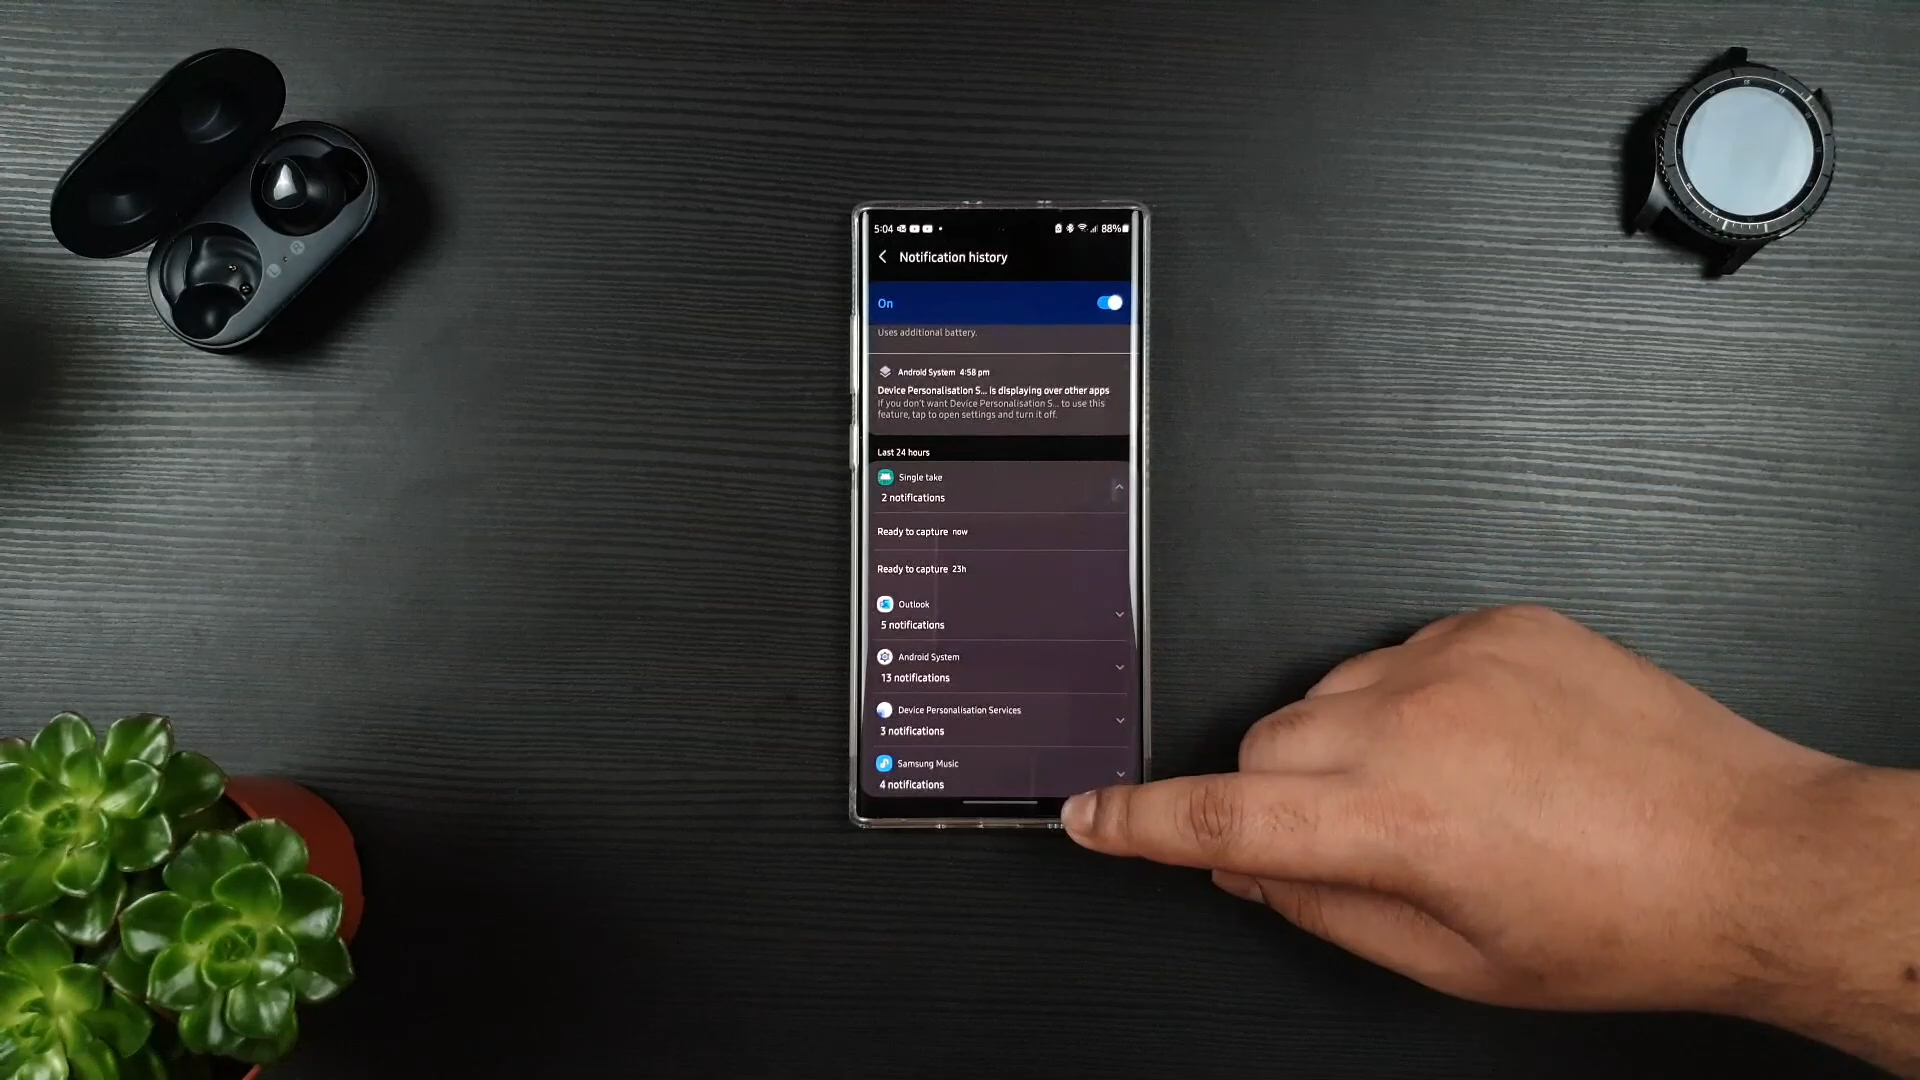 5:04 88%
Notification history
On
Uses additional battery.
Android System 4:58 pm
Device Personalisation S... is displaying over other apps
If you don't want Device Personalisation S... to use this
feature, tap to open settings and turn it off.
Last 24 hours
Single take
2 notifications
Ready to capture now
Ready to capture 23h
Outlook
5 notifications
Android System
13 notifications
Device Personalisation Services
3 notifications
Samsung Music
4 notifications
L
R